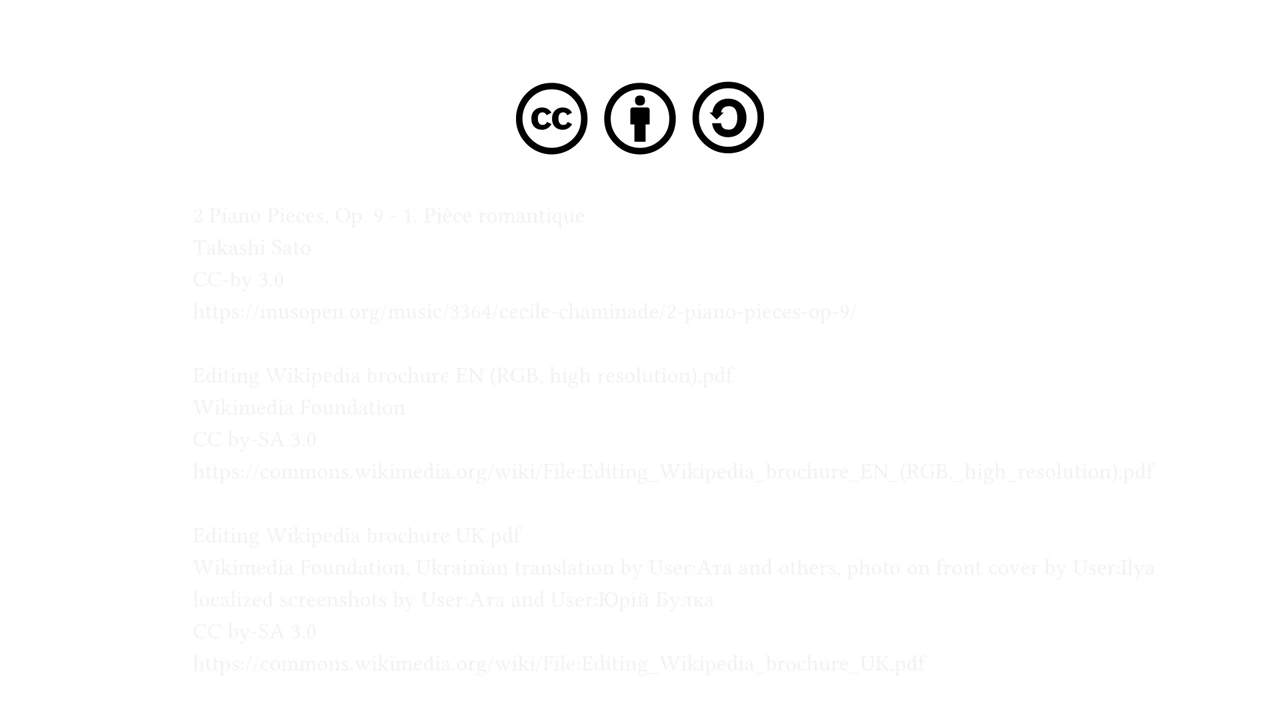 cc
2 Piano Pieces, Op. 9 - 1. Pièce romantique
Takashi Sato
CC-by 3.0
https://musopen.org/music/3364/cecile-chaminade/2-piano-pieces-op-9/
Editing Wikipedia brochure EN (RGB, high resolution).pdf
Wikimedia Foundation
CC by-SA 3.0
https://commons.wikimedia.org/wiki/File:Editing_Wikipedia_brochure_EN_(RGB,_high_resolution).pdf
Editing Wikipedia brochure UK.pdf
Wikimedia Foundation, Ukrainian translation by User:Ата and others, photo on front cover by User:Ilya
localized screenshots by User:Ата and User:Юрій Булка
CC by-SA 3.0
https://commons.wikimedia.org/wiki/File:Editing_Wikipedia_brochure_UK.pdf